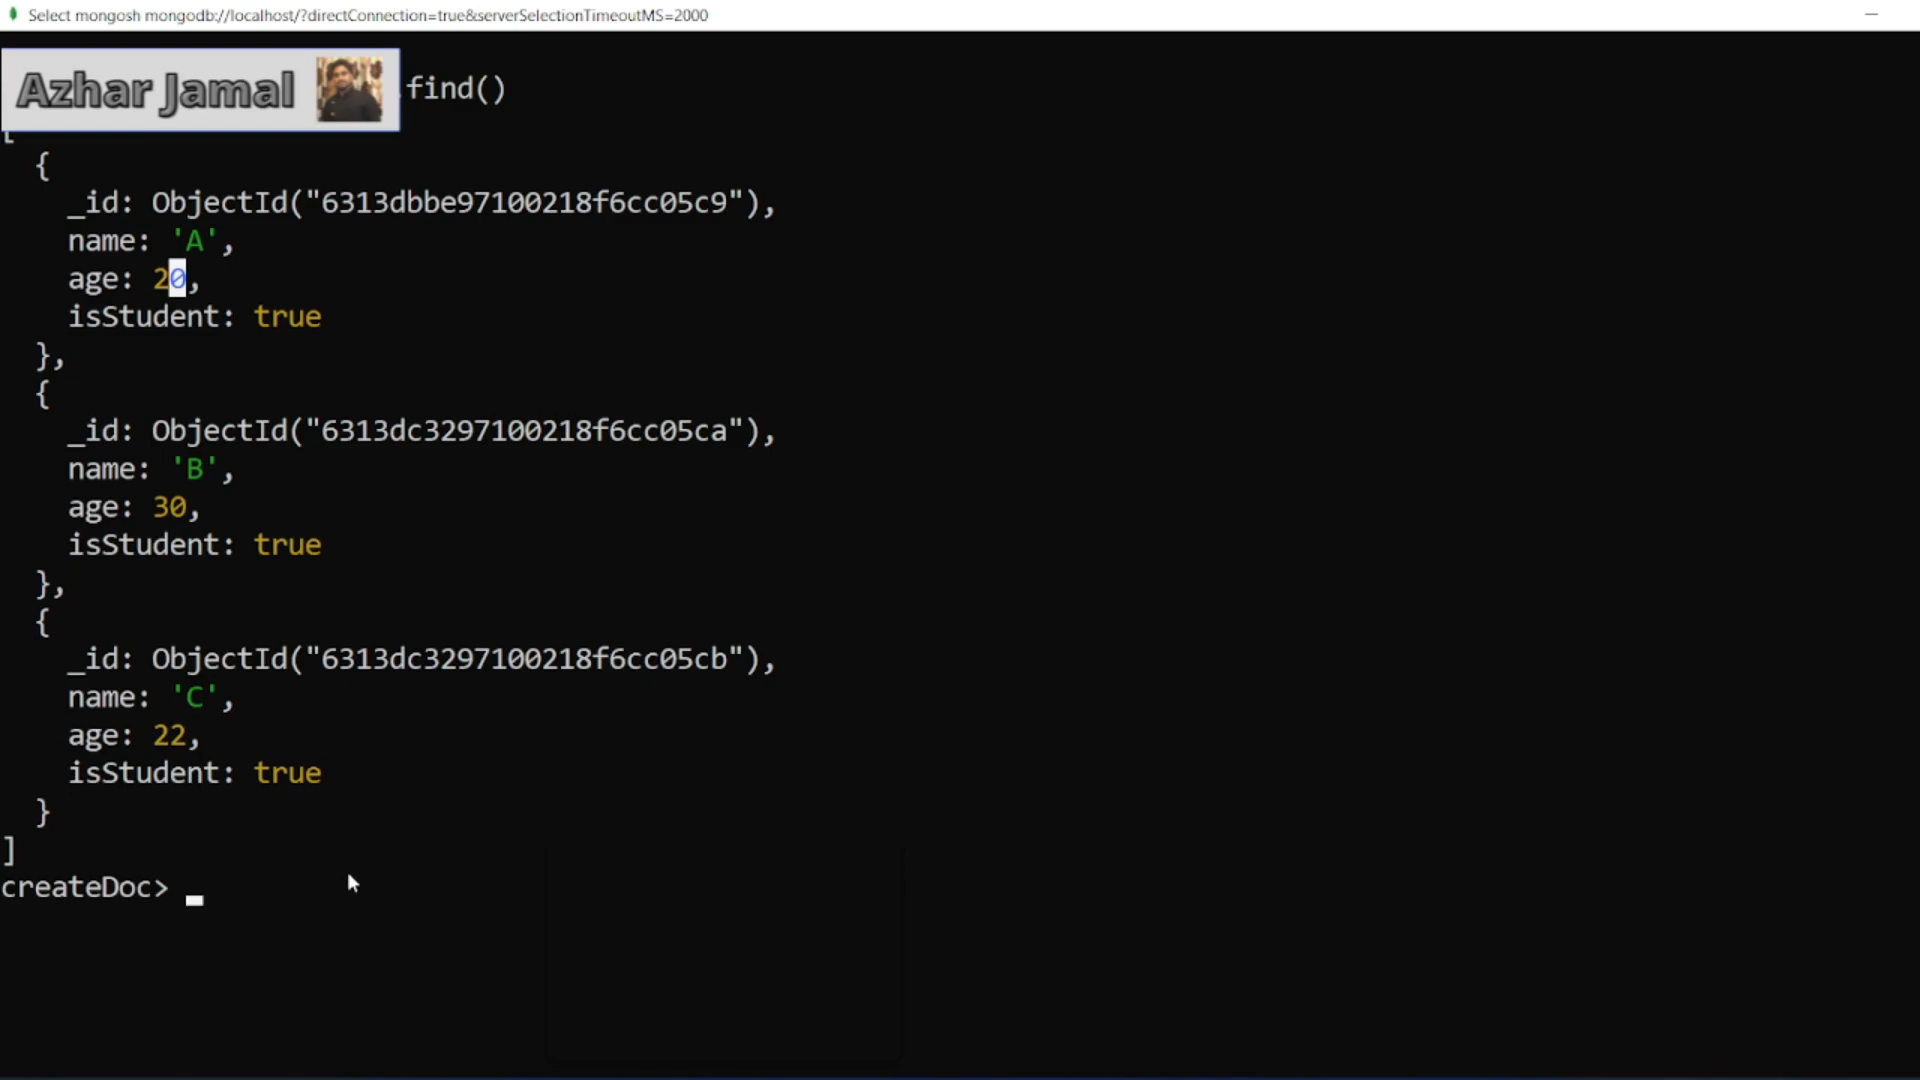 Select mongosh mongodb://localhost/?directConnection=true&serverSelectionTimeoutMS=2000
Azhar Jamal .find()
[
{
_id: ObjectId("6313dbbe97100218f6cc05c9"),
name: 'A',
age: 20,
isStudent: true
},
{
_id: ObjectId("6313dc3297100218f6cc05ca"),
name: 'B',
age: 30,
isStudent: true
},
{
_id: ObjectId("6313dc3297100218f6cc05cb"),
name: 'C',
age: 22,
isStudent: true
}
]
createDoc>